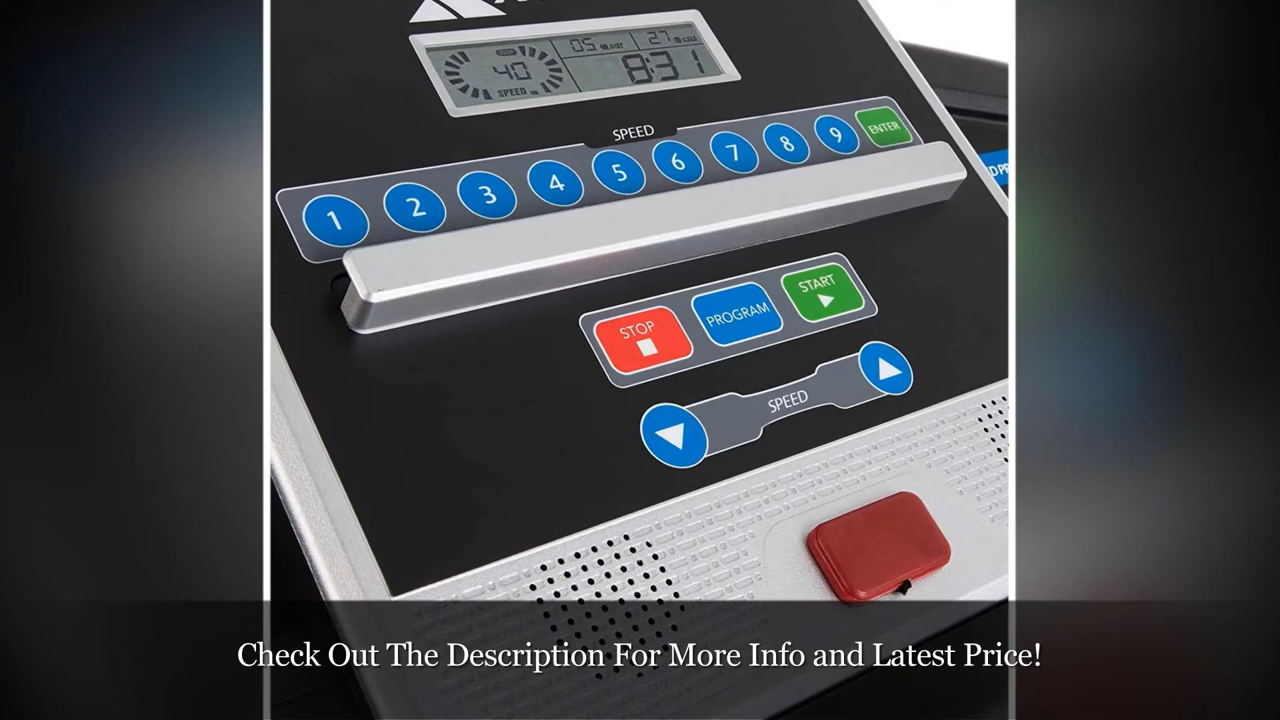 STEP
40
SPEED
05 DIST
27
8:31
SPEED
1 2 3 4 5 6 7 8 9 ENTER
STOP PROGRAM START
SPEED
Check Out The Description For More Info and Latest Price!